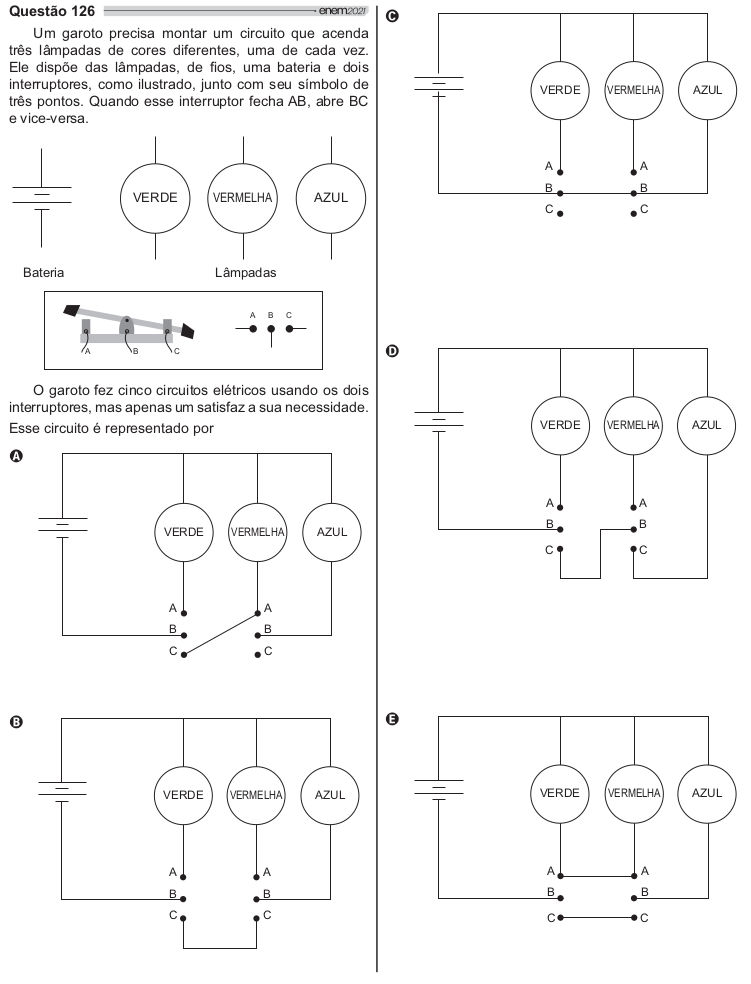 Questão 126
enem2021
Um garoto precisa montar um circuito que acenda
três lâmpadas de cores diferentes, uma de cada vez.
Ele dispõe das lâmpadas, de fios, uma bateria e dois
interruptores, como ilustrado, junto com seu símbolo de
três pontos. Quando esse interruptor fecha AB, abre BC
e vice-versa.
VERDE
VERMELHA
AZUL
Bateria
Lâmpadas
A B C
A B C
O garoto fez cinco circuitos elétricos usando os dois
interruptores, mas apenas um satisfaz a sua necessidade.
Esse circuito é representado por
A
VERDE
VERMELHA
AZUL
A A
B B
C C
B
VERDE
VERMELHA
AZUL
A A
B B
C C
C
VERDE
VERMELHA
AZUL
A A
B B
C C
D
VERDE
VERMELHA
AZUL
A A
B B
C C
E
VERDE
VERMELHA
AZUL
A A
B B
C C